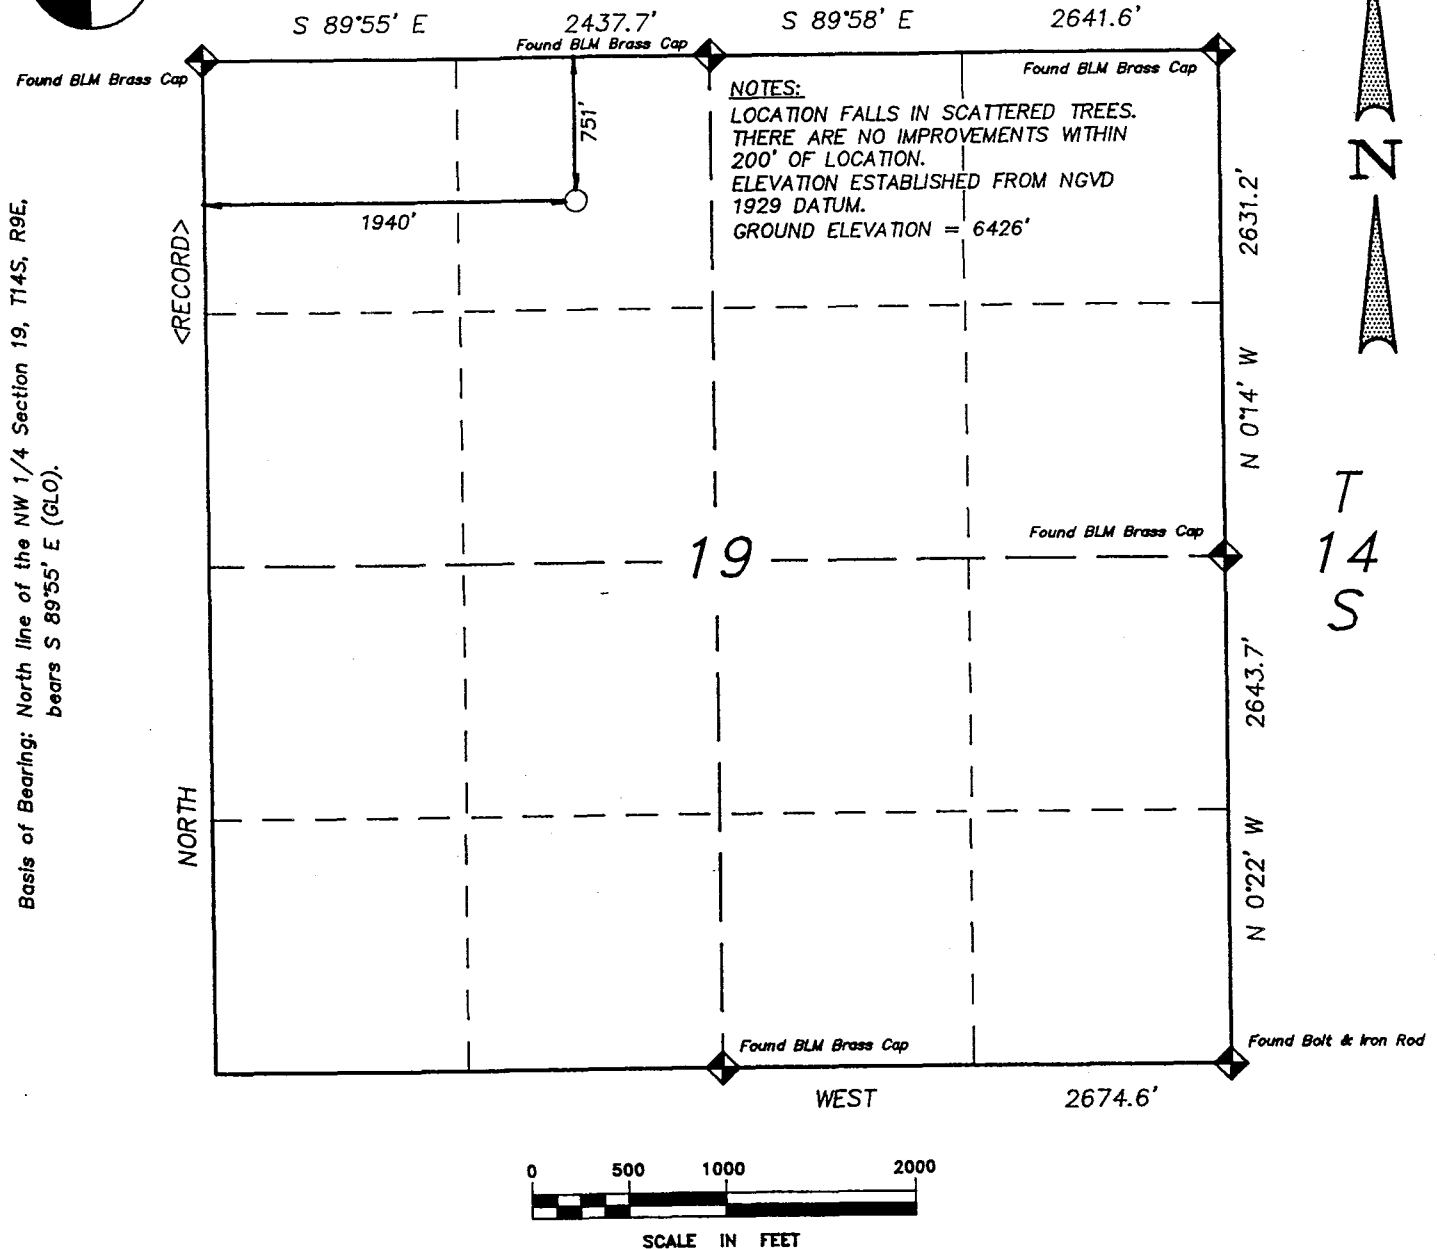 S 89°55' E 2437.7' S 89°58' E 2641.6'
Found BLM Brass Cap
Found BLM Brass Cap
Found BLM Brass Cap
751'
1940'
NOTES:
LOCATION FALLS IN SCATTERED TREES.
THERE ARE NO IMPROVEMENTS WITHIN
200' OF LOCATION.
ELEVATION ESTABLISHED FROM NGVD
1929 DATUM.
GROUND ELEVATION = 6426'
N
2631.2'
N 0°14' W
<RECORD>
NORTH
Basis of Bearing: North line of the NW 1/4 Section 19, T14S, R9E,
bears S 89°55' E (GLO).
19
Found BLM Brass Cap
T
14
S
2643.7'
N 0°22' W
Found BLM Brass Cap
Found Bolt & Iron Rod
WEST 2674.6'
0 500 1000 2000
SCALE IN FEET